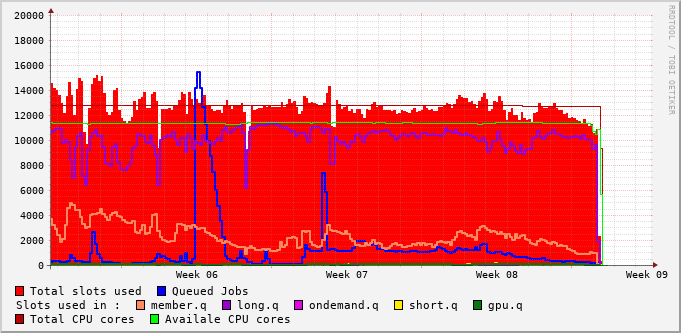 20000
18000
16000
14000
12000
10000
8000
6000
4000
2000
0
Week 06 Week 07 Week 08 Week 09
RRDTOOL / TOBI OETIKER
Total slots used Queued Jobs
Slots used in : member.q long.q ondemand.q short.q gpu.q
Total CPU cores Availale CPU cores